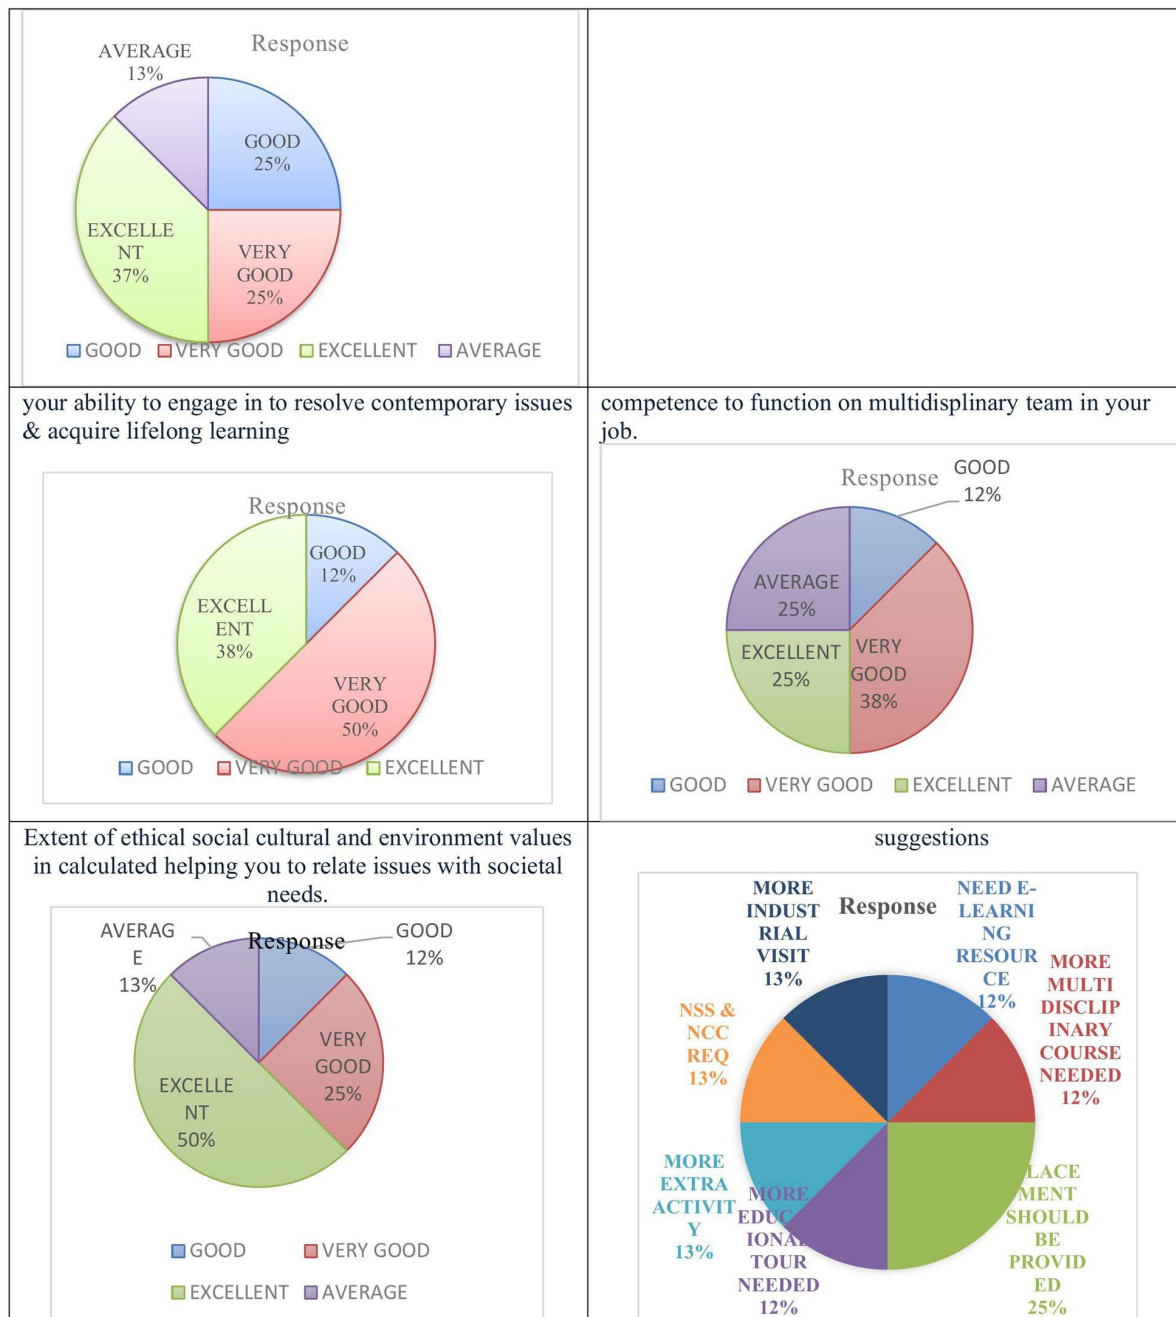 Response
AVERAGE
13%
GOOD
25%
EXCELLE
NT
37%
VERY
GOOD
25%
GOOD VERY GOOD EXCELLENT AVERAGE
your ability to engage in to resolve contemporary issues
& acquire lifelong learning
Response
GOOD
12%
EXCELL
ENT
38%
VERY
GOOD
50%
GOOD VERY GOOD EXCELLENT
competence to function on multidisplinary team in your
job.
Response
GOOD
12%
AVERAGE
25%
EXCELLENT
25%
VERY
GOOD
38%
GOOD VERY GOOD EXCELLENT AVERAGE
Extent of ethical social cultural and environment values
in calculated helping you to relate issues with societal
needs.
Response
AVERAG
E
13%
GOOD
12%
VERY
GOOD
25%
EXCELLE
NT
50%
GOOD VERY GOOD
EXCELLENT AVERAGE
suggestions
Response
MORE
INDUST
RIAL
VISIT
13%
NEED E-
LEARNI
NG
RESOUR
CE
12%
MORE
MULTI
DISCLIP
INARY
COURSE
NEEDED
12%
NSS &
NCC
REQ
13%
MORE
EXTRA
ACTIVIT
Y
13%
MORE
EDUC
IONAL
TOUR
NEEDED
12%
LACE
MENT
SHOULD
BE
PROVID
ED
25%